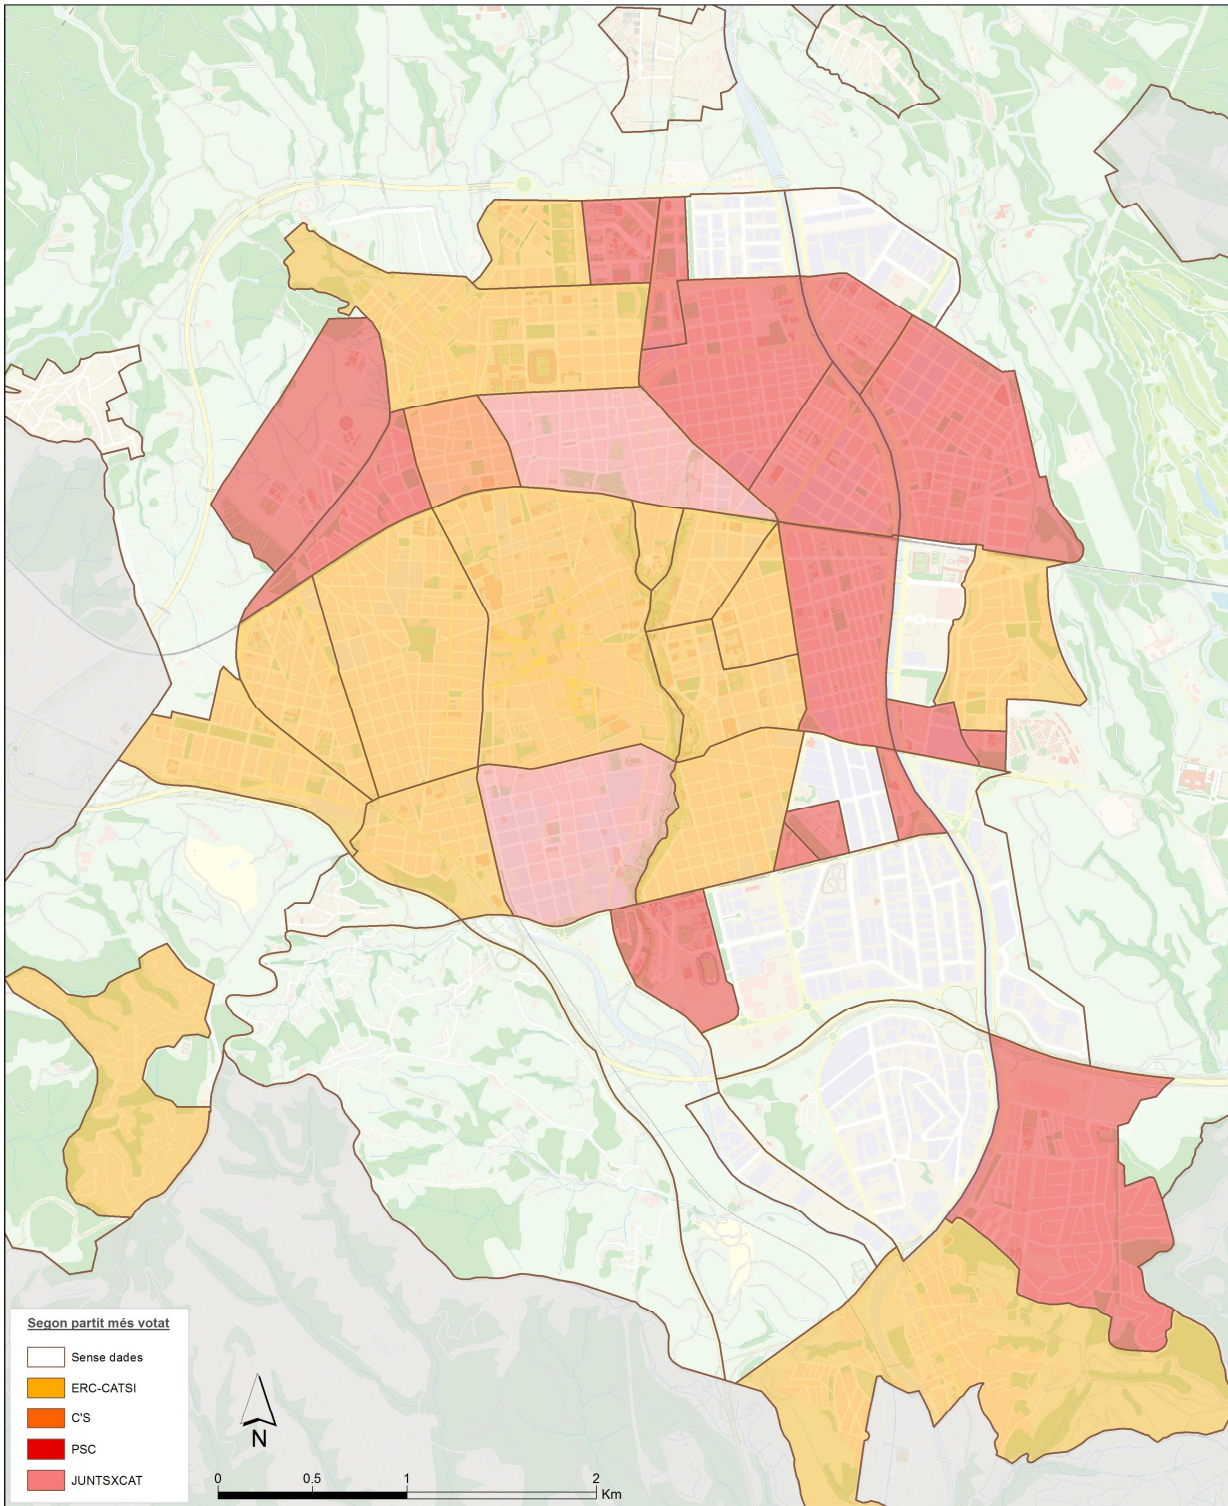 Segon partit més votat
Sense dades
ERC-CATSI
C'S
PSC
JUNTSXCAT
N
0 0.5 1 2
Km